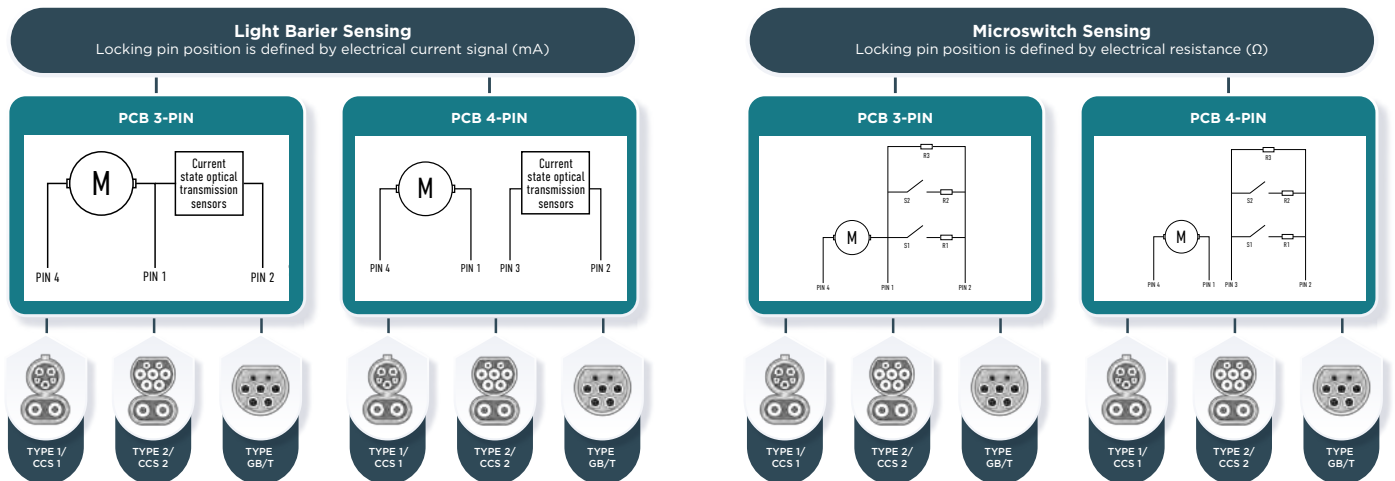 Light Barier Sensing
Locking pin position is defined by electrical current signal (mA)
PCB 3-PIN
M
Current
state optical
transmission
sensors
PIN 4
PIN 1
PIN 2
PCB 4-PIN
M
Current
state optical
transmission
sensors
PIN 4
PIN 1
PIN 3
PIN 2
TYPE 1/
CCS 1
TYPE 2/
CCS 2
TYPE
GB/T
TYPE 1/
CCS 1
TYPE 2/
CCS 2
TYPE
GB/T
Microswitch Sensing
Locking pin position is defined by electrical resistance (Ω)
PCB 3-PIN
R3
S2
R2
M
S1
R1
PIN 4
PIN 1
PIN 2
PCB 4-PIN
R3
S2
R2
M
S1
R1
PIN 4
PIN 1
PIN 3
PIN 2
TYPE 1/
CCS 1
TYPE 2/
CCS 2
TYPE
GB/T
TYPE 1/
CCS 1
TYPE 2/
CCS 2
TYPE
GB/T